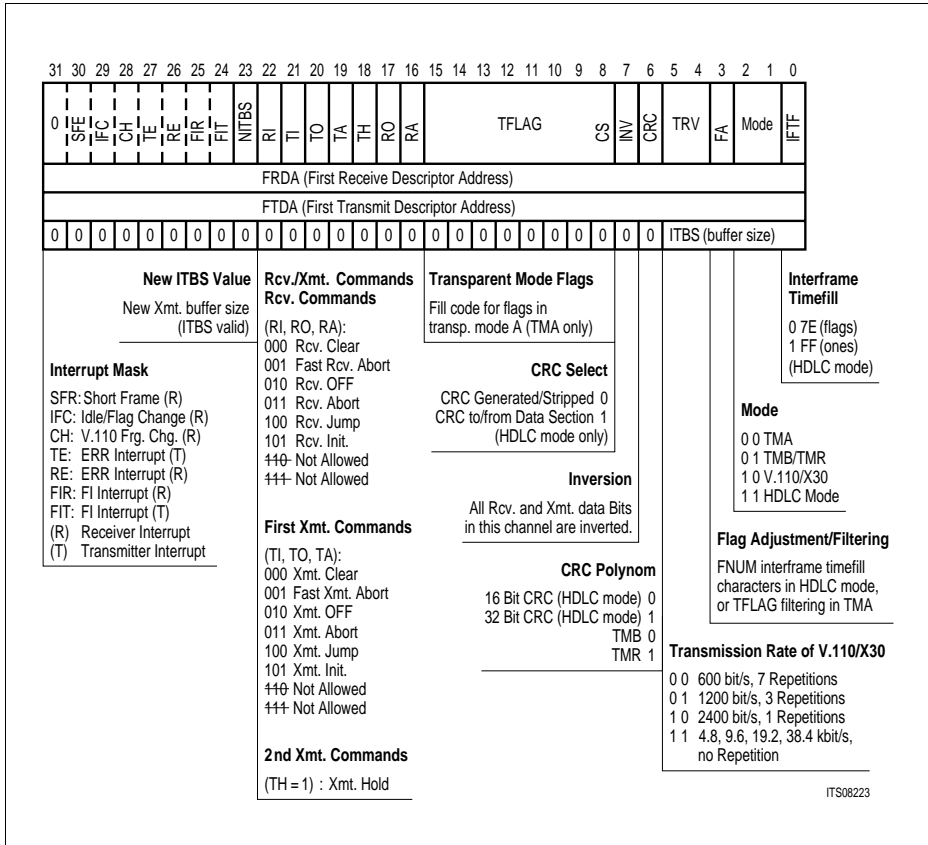 31 30 29 28 27 26 25 24 23 22 21 20 19 18 17 16 15 14 13 12 11 10 9 8 7 6 5 4 3 2 1 0
0 SFE IFC CH TE RE FIR FIT NITBS RI TI TO TA TH RO RA TFLAG CS INV CRC TRV FA Mode IFTF
FRDA (First Receive Descriptor Address)
FTDA (First Transmit Descriptor Address)
0 0 0 0 0 0 0 0 0 0 0 0 0 0 0 0 0 0 0 0 0 0 0 0 0 0 ITBS (buffer size)
New ITBS Value
New Xmt. buffer size
(ITBS valid)
Interrupt Mask
SFR: Short Frame (R)
IFC: Idle/Flag Change (R)
CH: V.110 Frg. Chg. (R)
TE: ERR Interrupt (T)
RE: ERR Interrupt (R)
FIR: FI Interrupt (R)
FIT: FI Interrupt (T)
(R) Receiver Interrupt
(T) Transmitter Interrupt
Rcv./Xmt. Commands
Rcv. Commands
(RI, RO, RA):
000 Rcv. Clear
001 Fast Rcv. Abort
010 Rcv. OFF
011 Rcv. Abort
100 Rcv. Jump
101 Rcv. Init.
110 Not Allowed
111 Not Allowed
First Xmt. Commands
(TI, TO, TA):
000 Xmt. Clear
001 Fast Xmt. Abort
010 Xmt. OFF
011 Xmt. Abort
100 Xmt. Jump
101 Xmt. Init.
110 Not Allowed
111 Not Allowed
2nd Xmt. Commands
(TH = 1) : Xmt. Hold
Transparent Mode Flags
Fill code for flags in
transp. mode A (TMA only)
CRC Select
CRC Generated/Stripped 0
CRC to/from Data Section 1
(HDLC mode only)
Inversion
All Rcv. and Xmt. data Bits
in this channel are inverted.
CRC Polynom
16 Bit CRC (HDLC mode) 0
32 Bit CRC (HDLC mode) 1
TMB 0
TMR 1
Interframe
Timefill
0 7E (flags)
1 FF (ones)
(HDLC mode)
Mode
0 0 TMA
0 1 TMB/TMR
1 0 V.110/X30
1 1 HDLC Mode
Flag Adjustment/Filtering
FNUM interframe timefill
characters in HDLC mode,
or TFLAG filtering in TMA
Transmission Rate of V.110/X30
0 0 600 bit/s, 7 Repetitions
0 1 1200 bit/s, 3 Repetitions
1 0 2400 bit/s, 1 Repetitions
1 1 4.8, 9.6, 19.2, 38.4 kbit/s,
no Repetition
ITS08223